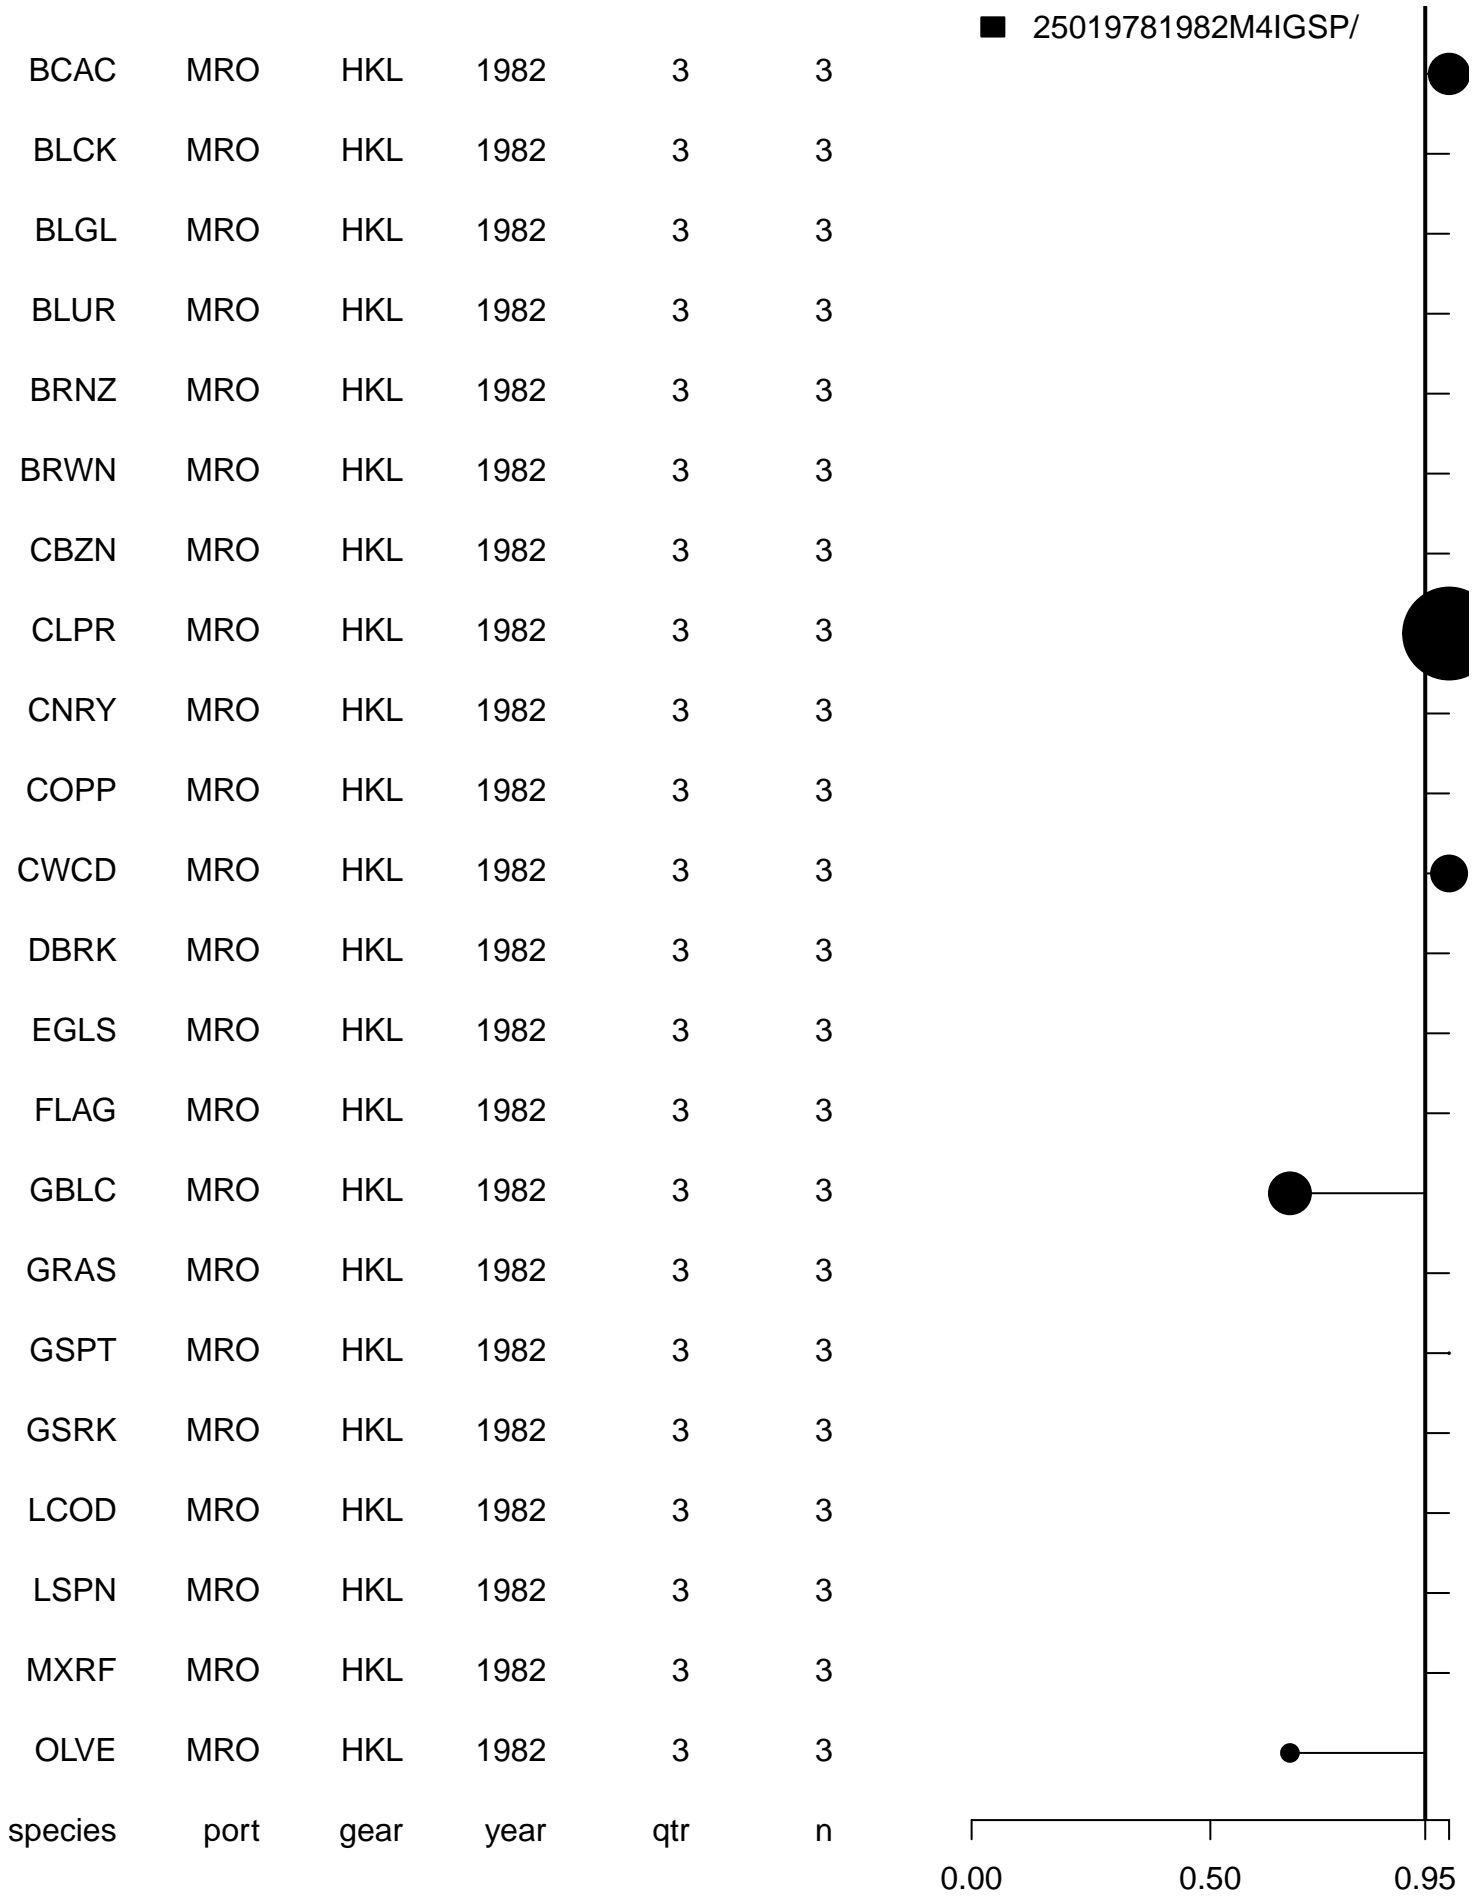 25019781982M4IGSP/
BCAC MRO HKL 1982 3 3
BLCK MRO HKL 1982 3 3
BLGL MRO HKL 1982 3 3
BLUR MRO HKL 1982 3 3
BRNZ MRO HKL 1982 3 3
BRWN MRO HKL 1982 3 3
CBZN MRO HKL 1982 3 3
CLPR MRO HKL 1982 3 3
CNRY MRO HKL 1982 3 3
COPP MRO HKL 1982 3 3
CWCD MRO HKL 1982 3 3
DBRK MRO HKL 1982 3 3
EGLS MRO HKL 1982 3 3
FLAG MRO HKL 1982 3 3
GBLC MRO HKL 1982 3 3
GRAS MRO HKL 1982 3 3
GSPT MRO HKL 1982 3 3
GSRK MRO HKL 1982 3 3
LCOD MRO HKL 1982 3 3
LSPN MRO HKL 1982 3 3
MXRF MRO HKL 1982 3 3
OLVE MRO HKL 1982 3 3
species port gear year qtr n
0.00 0.50 0.95